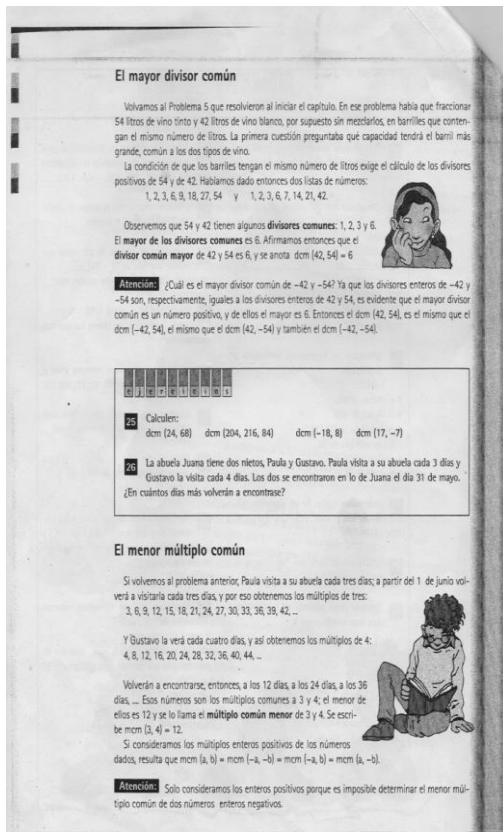 El mayor divisor común
Volvamos al Problema 5 que resolvieron al iniciar el capítulo. En ese problema había que fraccionar
54 litros de vino tinto y 42 litros de vino blanco, por supuesto sin mezclarlos, en barriles que conten-
gan el mismo número de litros. La primera cuestión preguntaba qué capacidad tendrá el barril más
grande, común a los dos tipos de vino.
La condición de que los barriles tengan el mismo número de litros exige el cálculo de los divisores
positivos de 54 y de 42. Habíamos dado entonces dos listas de números:
1, 2, 3, 6, 9, 18, 27, 54 y 1, 2, 3, 6, 7, 14, 21, 42.
Observemos que 54 y 42 tienen algunos divisores comunes: 1, 2, 3 y 6.
El mayor de los divisores comunes es 6. Afirmamos entonces que el
divisor común mayor de 42 y 54 es 6, y se anota dcm (42, 54) = 6
Atención: ¿Cuál es el mayor divisor común de −42 y −54? Ya que los divisores enteros de −42 y
−54 son, respectivamente, iguales a los divisores enteros de 42 y 54, es evidente que el mayor divisor
común es un número positivo, y de ellos el mayor es 6. Entonces el dcm (42, 54), es el mismo que el
dcm (−42, 54), el mismo que el dcm (42, −54) y también el dcm (−42, −54).
ejercicios
25 Calculen:
dcm (24, 68) dcm (204, 216, 84) dcm (−18, 8) dcm (17, −7)
26 La abuela Juana tiene dos nietos, Paula y Gustavo. Paula visita a su abuela cada 3 días y
Gustavo la visita cada 4 días. Los dos se encontraron en lo de Juana el día 31 de mayo.
¿En cuántos días más volverán a encontrase?
El menor múltiplo común
Si volvemos al problema anterior, Paula visita a su abuela cada tres días; a partir del 1 de junio vol-
verá a visitarla cada tres días, y por eso obtenemos los múltiplos de tres:
3, 6, 9, 12, 15, 18, 21, 24, 27, 30, 33, 36, 39, 42, ...
Y Gustavo la verá cada cuatro días, y así obtenemos los múltiplos de 4:
4, 8, 12, 16, 20, 24, 28, 32, 36, 40, 44, ...
Volverán a encontrarse, entonces, a los 12 días, a los 24 días, a los 36
días, ... Esos números son los múltiplos comunes a 3 y 4; el menor de
ellos es 12 y se lo llama el múltiplo común menor de 3 y 4. Se escri-
be mcm (3, 4) = 12.
Si consideramos los múltiplos enteros positivos de los números
dados, resulta que mcm (a, b) = mcm (−a, −b) = mcm (−a, b) = mcm (a, −b).
Atención: Solo consideramos los enteros positivos porque es imposible determinar el menor múl-
tiplo común de dos números enteros negativos.